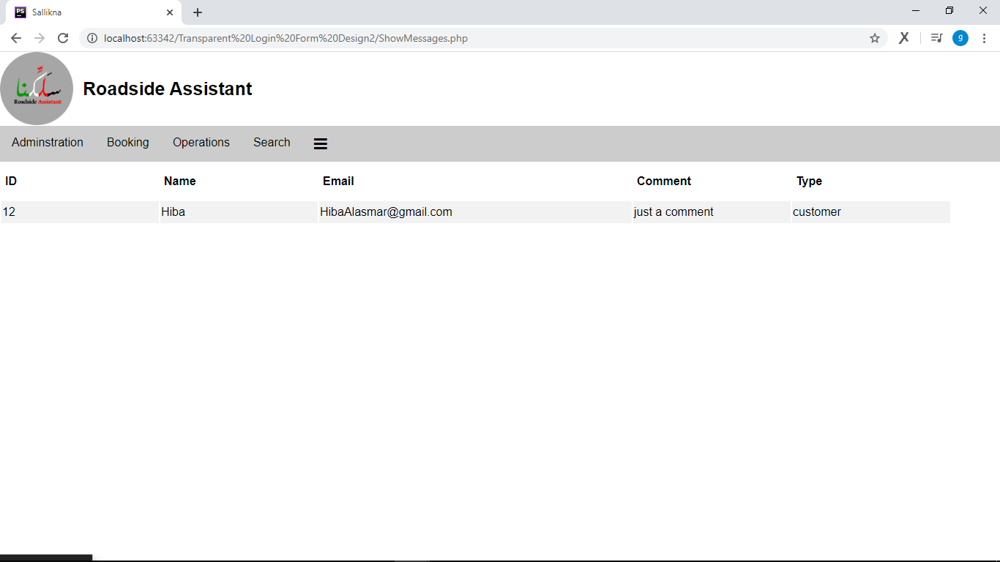 PS Sallikna
localhost:63342/Transparent%20Login%20Form%20Design2/ShowMessages.php
X
g
سلكنا
Roadside Assistant
Roadside Assistant
Adminstration Booking Operations Search
ID Name Email Comment Type
12 Hiba HibaAlasmar@gmail.com just a comment customer